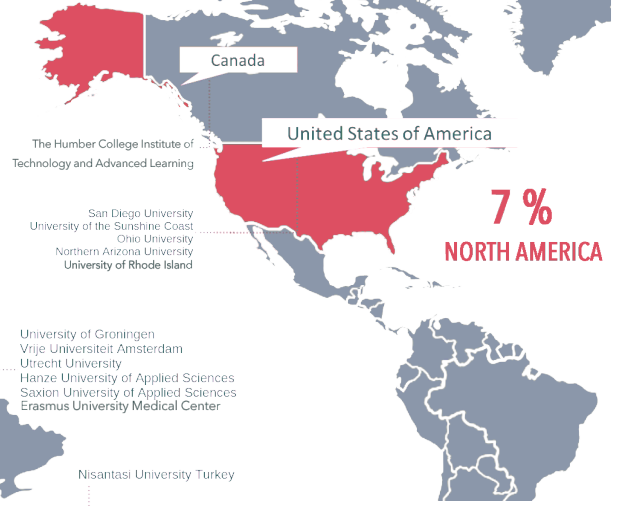 Canada
United States of America
The Humber College Institute of
Technology and Advanced Learning
San Diego University
University of the Sunshine Coast
Ohio University
Northern Arizona University
University of Rhode Island
7 %
NORTH AMERICA
University of Groningen
Vrije Universiteit Amsterdam
Utrecht University
Hanze University of Applied Sciences
Saxion University of Applied Sciences
Erasmus University Medical Center
Nisantasi University Turkey